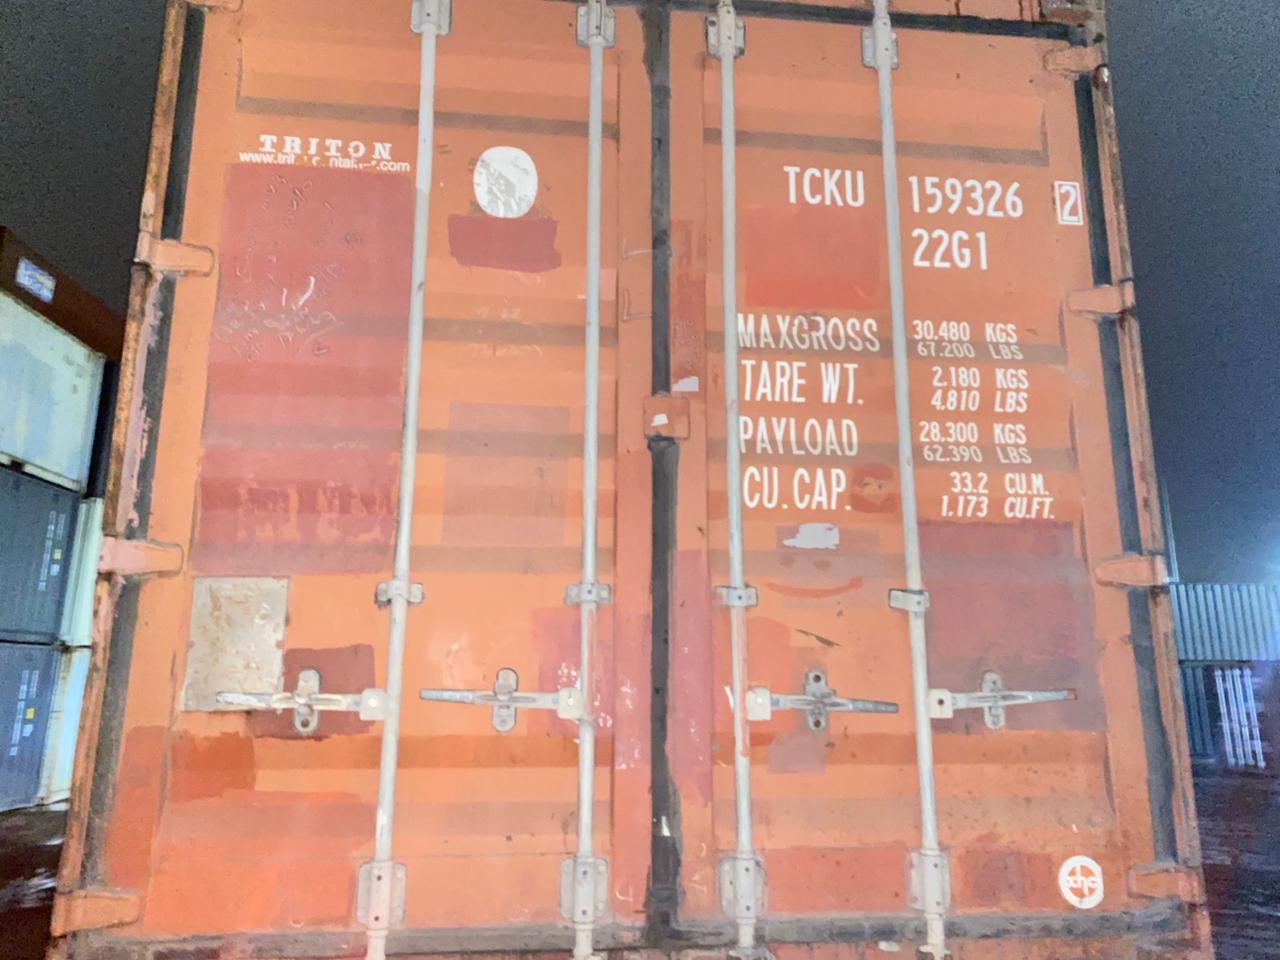 TRITON
TCKU 159326 2
22G1
MAXGROSS 30.480 KGS
67.200 LBS
TARE WT. 2.180 KGS
4.810 LBS
PAYLOAD 28.300 KGS
62.390 LBS
CU.CAP. 33.2 CU.M.
1.173 CU.FT.